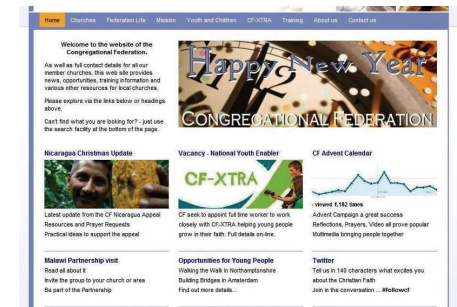 Home Churches Federation Life Mission Youth and Children CF-XTRA Training About us Contact us
Welcome to the website of the
Congregational Federation.
As well as full contact details for all our
member churches, this web site provides
news, opportunities, training information and
various other resources for local churches.
Please explore via the links below or headings
above.
Can't find what you are looking for? - just use
the search facility at the bottom of the page.
Happy New Year
CONGREGATIONAL FEDERATION
Nicaragua Christmas Update
Latest update from the CF Nicaragua Appeal
Resources and Prayer Requests
Practical ideas to support the appeal
Vacancy - National Youth Enabler
CF-XTRA
CF seek to appoint full time worker to work
closely with CF-XTRA helping young people
grow in their faith. Full details on-line.
CF Advent Calendar
viewed 1,182 times
Advent Campaign a great success
Reflections, Prayers, Video all prove popular
Multimedia bringing people together
Malawi Partnership visit
Read all about it
Invite the group to your church or area
Be part of the Partnership
Opportunities for Young People
Walking the Walk in Northamptonshire
Building Bridges in Amsterdam
Find out more details...
Twitter
Tell us in 140 characters what excites you
about the Christian Faith
Join in the conversation ... #followcf